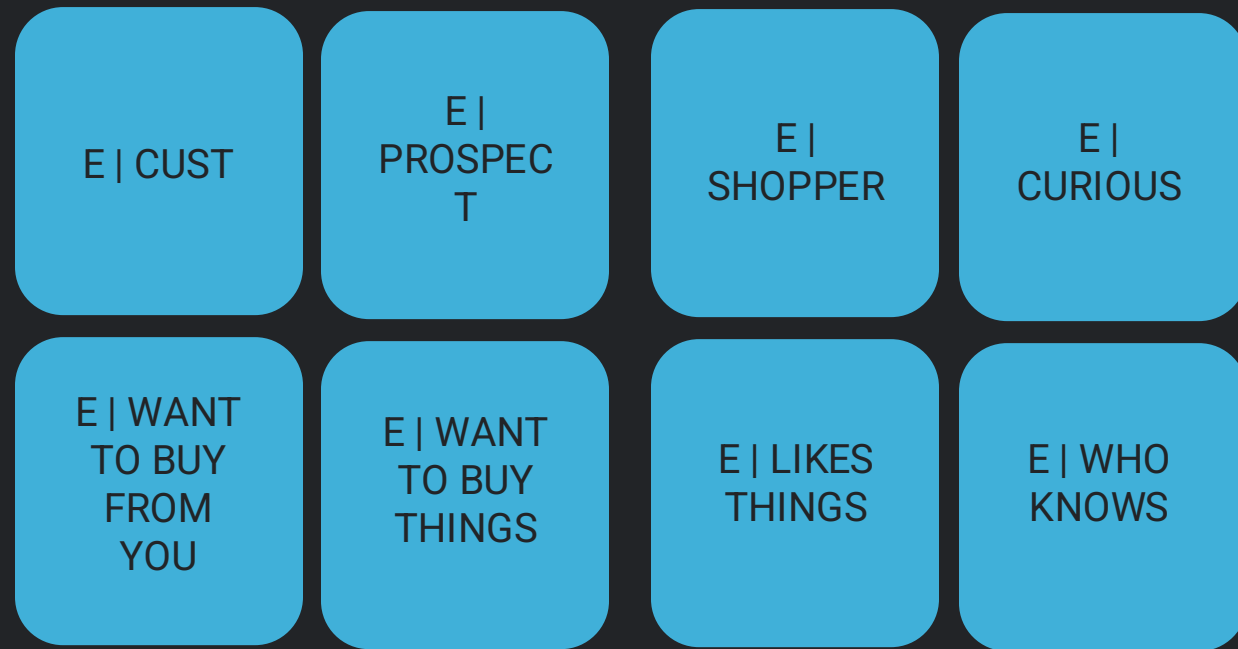 E | CUST
E |
PROSPEC
T
E |
SHOPPER
E |
CURIOUS
E | WANT
TO BUY
FROM
YOU
E | WANT
TO BUY
THINGS
E | LIKES
THINGS
E | WHO
KNOWS